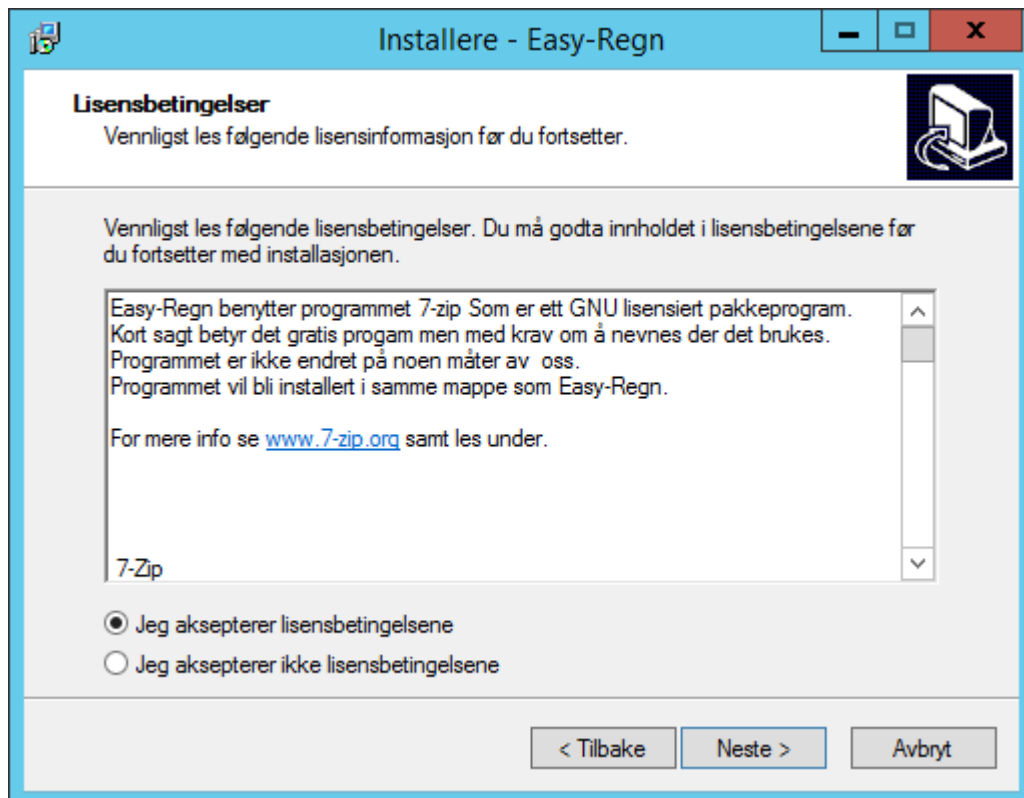 Installere - Easy-Regn
Lisensbetingelser
Vennligst les følgende lisensinformasjon før du fortsetter.
Vennligst les følgende lisensbetingelser. Du må godta innholdet i lisensbetingelsene før
du fortsetter med installasjonen.
Easy-Regn benytter programmet 7-zip Som er ett GNU lisensiert pakkeprogram.
Kort sagt betyr det gratis progam men med krav om å nevnes der det brukes.
Programmet er ikke endret på noen måter av  oss.
Programmet vil bli installert i samme mappe som Easy-Regn.
For mere info se www.7-zip.org samt les under.
7-Zip
Jeg aksepterer lisensbetingelsene
Jeg aksepterer ikke lisensbetingelsene
< Tilbake
Neste >
Avbryt